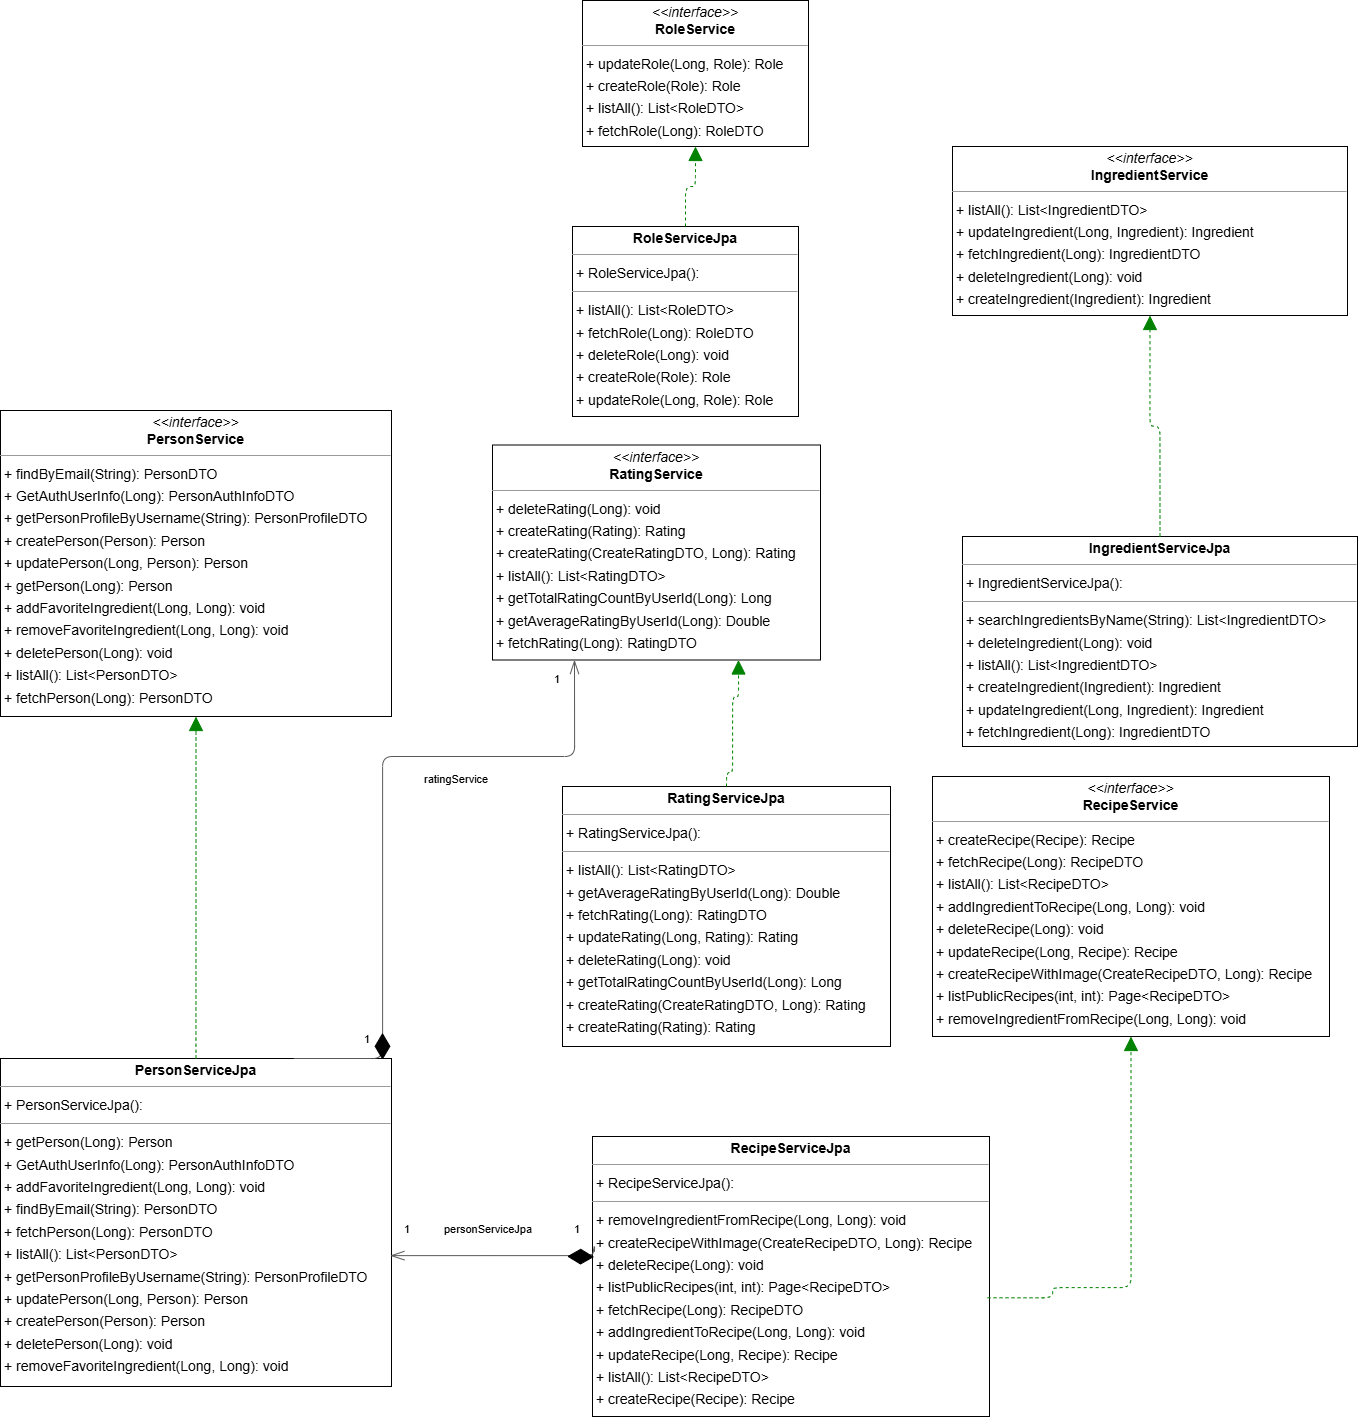 <<interface>>
RoleService
+ updateRole(Long, Role): Role
+ createRole(Role): Role
+ listAll(): List<RoleDTO>
+ fetchRole(Long): RoleDTO
<<interface>>
IngredientService
+ listAll(): List<IngredientDTO>
+ updateIngredient(Long, Ingredient): Ingredient
+ fetchIngredient(Long): IngredientDTO
+ deleteIngredient(Long): void
+ createIngredient(Ingredient): Ingredient
RoleServiceJpa
+ RoleServiceJpa():
+ listAll(): List<RoleDTO>
+ fetchRole(Long): RoleDTO
+ deleteRole(Long): void
+ createRole(Role): Role
+ updateRole(Long, Role): Role
<<interface>>
PersonService
+ findByEmail(String): PersonDTO
+ GetAuthUserInfo(Long): PersonAuthInfoDTO
+ getPersonProfileByUsername(String): PersonProfileDTO
+ createPerson(Person): Person
+ updatePerson(Long, Person): Person
+ getPerson(Long): Person
+ addFavoriteIngredient(Long, Long): void
+ removeFavoriteIngredient(Long, Long): void
+ deletePerson(Long): void
+ listAll(): List<PersonDTO>
+ fetchPerson(Long): PersonDTO
<<interface>>
RatingService
+ deleteRating(Long): void
+ createRating(Rating): Rating
+ createRating(CreateRatingDTO, Long): Rating
+ listAll(): List<RatingDTO>
+ getTotalRatingCountByUserId(Long): Long
+ getAverageRatingByUserId(Long): Double
+ fetchRating(Long): RatingDTO
IngredientServiceJpa
+ IngredientServiceJpa():
+ searchIngredientsByName(String): List<IngredientDTO>
+ deleteIngredient(Long): void
+ listAll(): List<IngredientDTO>
+ createIngredient(Ingredient): Ingredient
+ updateIngredient(Long, Ingredient): Ingredient
+ fetchIngredient(Long): IngredientDTO
1
ratingService
1
RatingServiceJpa
+ RatingServiceJpa():
+ listAll(): List<RatingDTO>
+ getAverageRatingByUserId(Long): Double
+ fetchRating(Long): RatingDTO
+ updateRating(Long, Rating): Rating
+ deleteRating(Long): void
+ getTotalRatingCountByUserId(Long): Long
+ createRating(CreateRatingDTO, Long): Rating
+ createRating(Rating): Rating
<<interface>>
RecipeService
+ createRecipe(Recipe): Recipe
+ fetchRecipe(Long): RecipeDTO
+ listAll(): List<RecipeDTO>
+ addIngredientToRecipe(Long, Long): void
+ deleteRecipe(Long): void
+ updateRecipe(Long, Recipe): Recipe
+ createRecipeWithImage(CreateRecipeDTO, Long): Recipe
+ listPublicRecipes(int, int): Page<RecipeDTO>
+ removeIngredientFromRecipe(Long, Long): void
PersonServiceJpa
+ PersonServiceJpa():
+ getPerson(Long): Person
+ GetAuthUserInfo(Long): PersonAuthInfoDTO
+ addFavoriteIngredient(Long, Long): void
+ findByEmail(String): PersonDTO
+ fetchPerson(Long): PersonDTO
+ listAll(): List<PersonDTO>
+ getPersonProfileByUsername(String): PersonProfileDTO
+ updatePerson(Long, Person): Person
+ createPerson(Person): Person
+ deletePerson(Long): void
+ removeFavoriteIngredient(Long, Long): void
1
personServiceJpa
1
RecipeServiceJpa
+ RecipeServiceJpa():
+ removeIngredientFromRecipe(Long, Long): void
+ createRecipeWithImage(CreateRecipeDTO, Long): Recipe
+ deleteRecipe(Long): void
+ listPublicRecipes(int, int): Page<RecipeDTO>
+ fetchRecipe(Long): RecipeDTO
+ addIngredientToRecipe(Long, Long): void
+ updateRecipe(Long, Recipe): Recipe
+ listAll(): List<RecipeDTO>
+ createRecipe(Recipe): Recipe